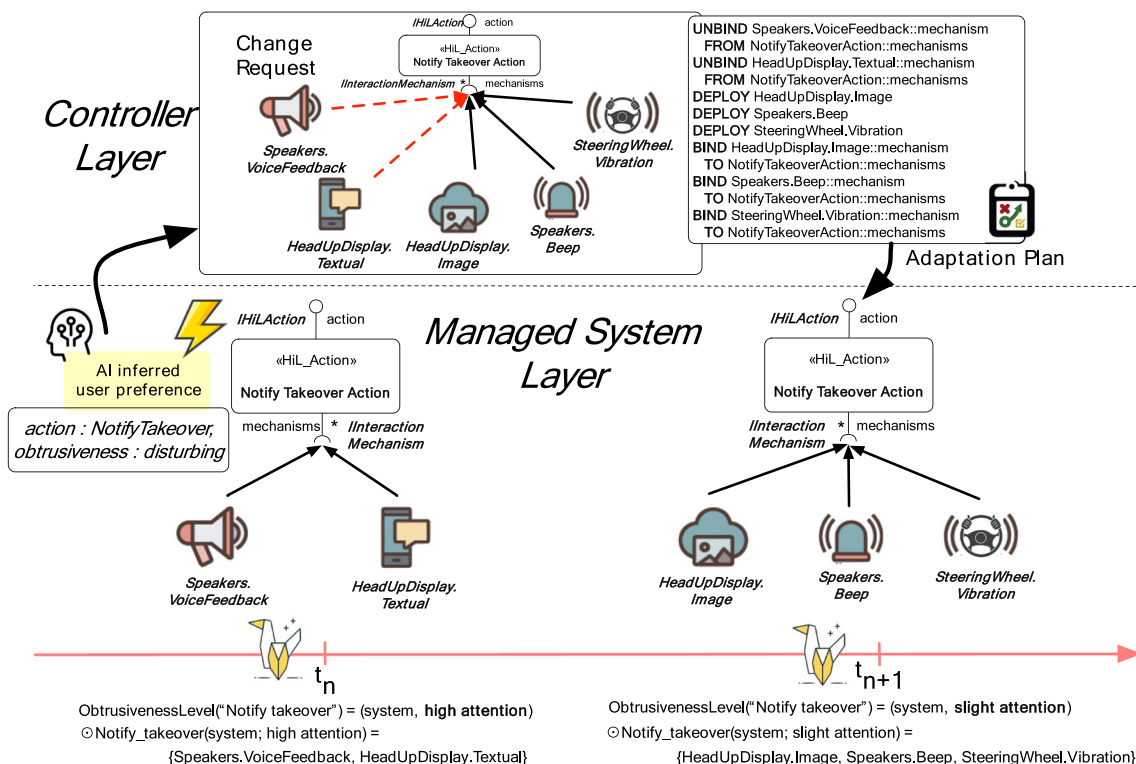 IHiLAction action
Change
Request
«HiL_Action»
Notify Takeover Action
IInteractionMechanism * mechanisms
Controller
Layer
Speakers.
VoiceFeedback
SteeringWheel.
Vibration
HeadUpDisplay.
Textual
HeadUpDisplay.
Image
Speakers.
Beep
UNBIND Speakers.VoiceFeedback::mechanism
FROM NotifyTakeoverAction::mechanisms
UNBIND HeadUpDisplay.Textual::mechanism
FROM NotifyTakeoverAction::mechanisms
DEPLOY HeadUpDisplay.Image
DEPLOY Speakers.Beep
DEPLOY SteeringWheel.Vibration
BIND HeadUpDisplay.Image::mechanism
TO NotifyTakeoverAction::mechanisms
BIND Speakers.Beep::mechanism
TO NotifyTakeoverAction::mechanisms
BIND SteeringWheel.Vibration::mechanism
TO NotifyTakeoverAction::mechanisms
Adaptation Plan
Managed System
Layer
AI inferred
user preference
action : NotifyTakeover,
obtrusiveness : disturbing
IHiLAction action
«HiL_Action»
Notify Takeover Action
mechanisms * IInteraction
Mechanism
Speakers.
VoiceFeedback
HeadUpDisplay.
Textual
IHiLAction action
«HiL_Action»
Notify Takeover Action
IInteraction * mechanisms
Mechanism
HeadUpDisplay.
Image
Speakers.
Beep
SteeringWheel.
Vibration
tn
ObtrusivenessLevel(“Notify takeover”) = (system, high attention)
⊙Notify_takeover(system; high attention) =
{Speakers.VoiceFeedback, HeadUpDisplay.Textual}
tn+1
ObtrusivenessLevel(“Notify takeover”) = (system, slight attention)
⊙Notify_takeover(system; slight attention) =
{HeadUpDisplay.Image, Speakers.Beep, SteeringWheel.Vibration}